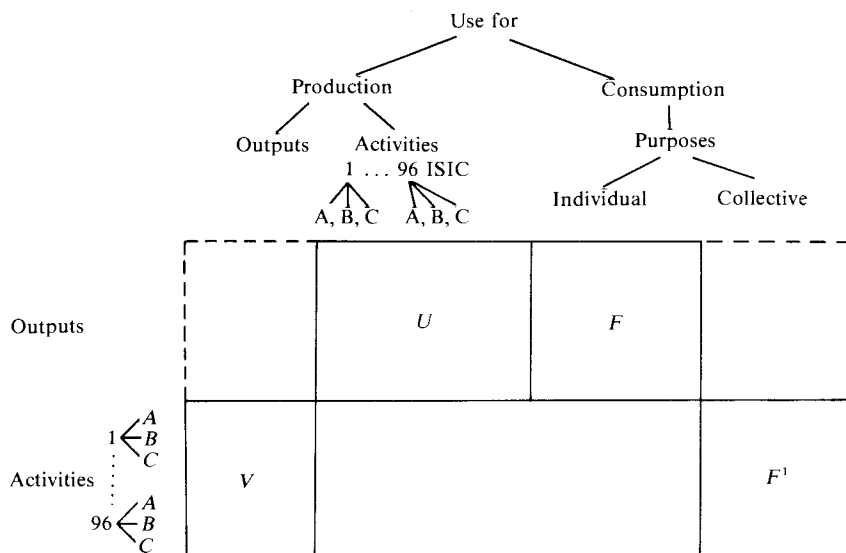 Use for
Production Consumption
Outputs Activities Purposes
1 ... 96 ISIC
Individual Collective
A, B, C A, B, C
Outputs U F
1 A
B
C
Activities V F¹
96 A
B
C